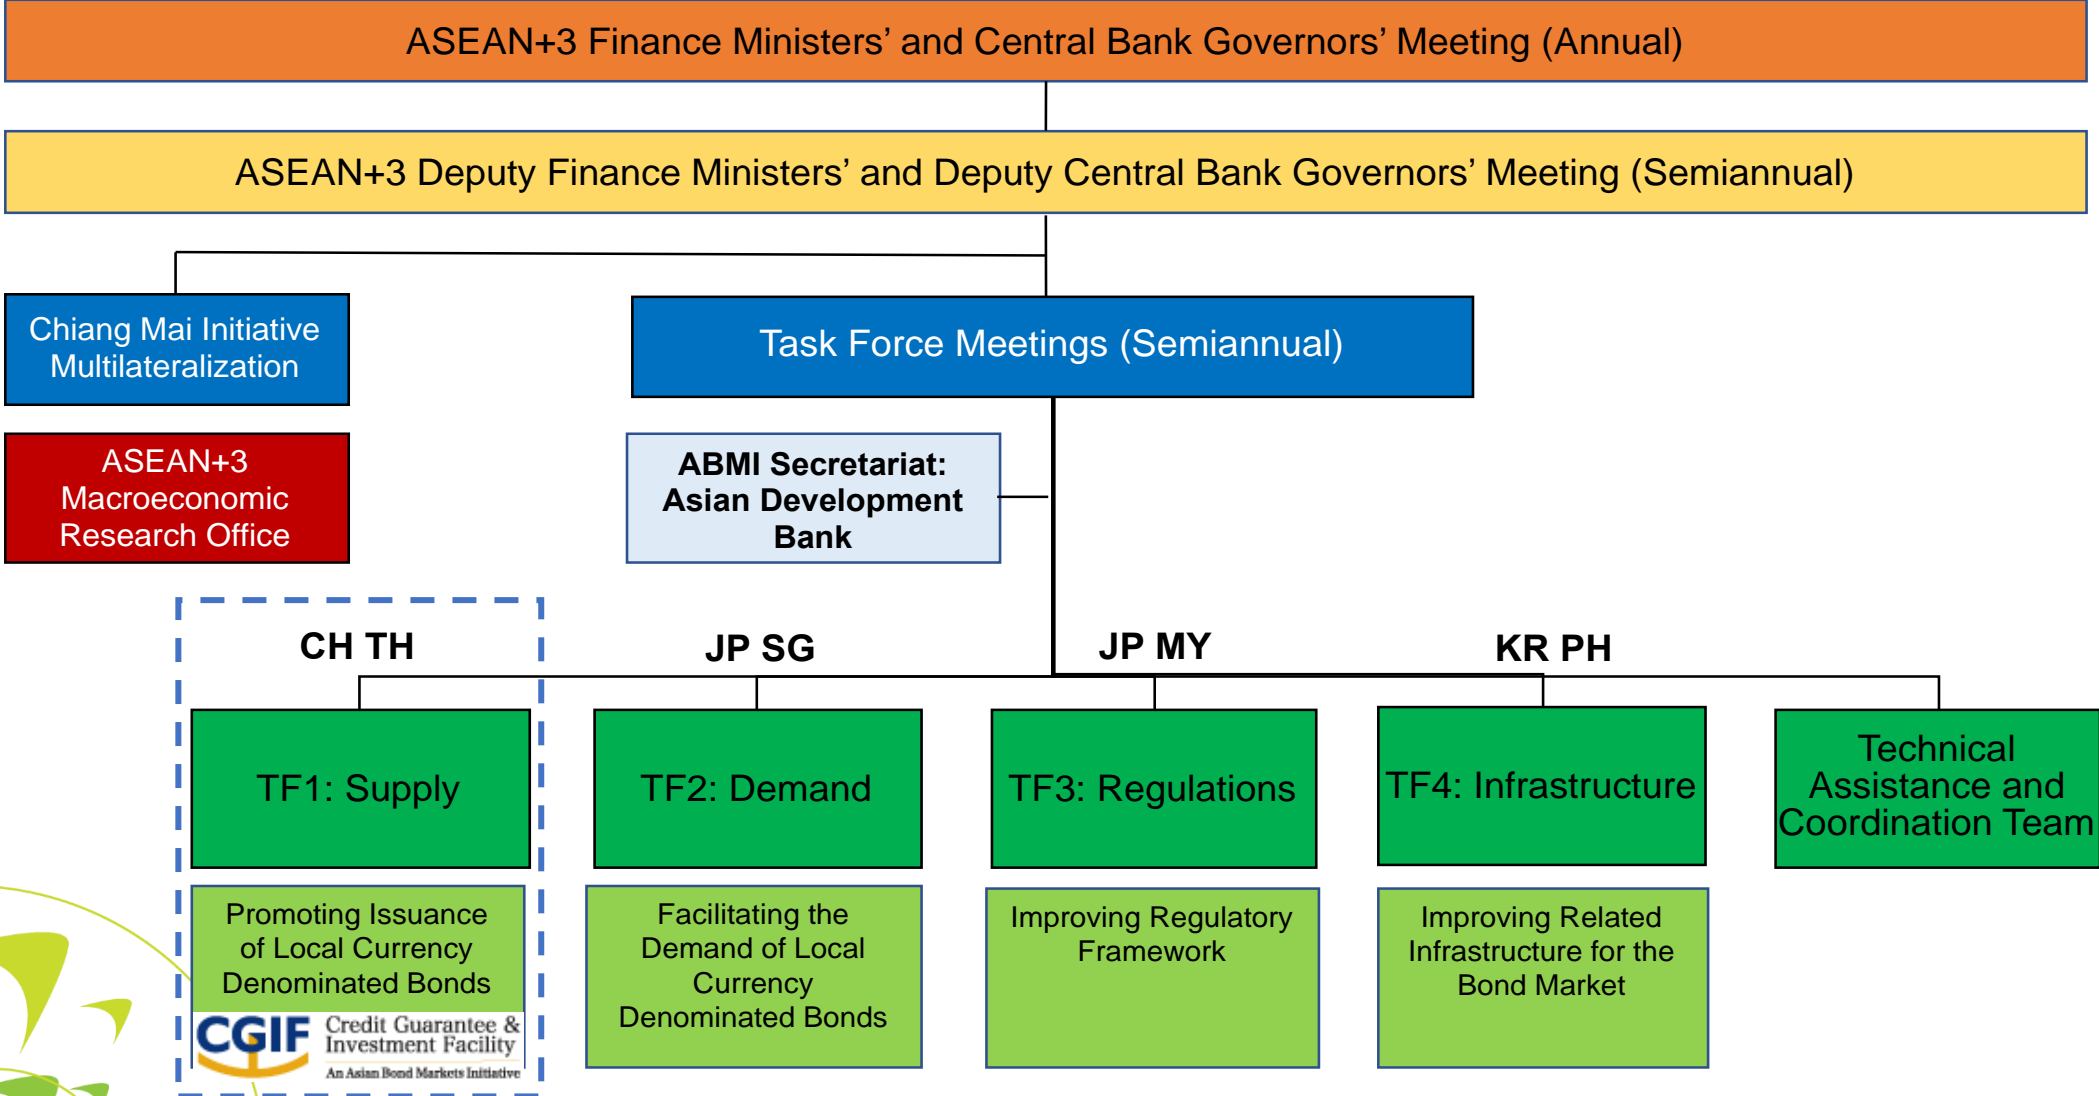 ASEAN+3 Finance Ministers’ and Central Bank Governors’ Meeting (Annual)
ASEAN+3 Deputy Finance Ministers’ and Deputy Central Bank Governors’ Meeting (Semiannual)
Chiang Mai Initiative
Multilateralization
Task Force Meetings (Semiannual)
ASEAN+3
Macroeconomic
Research Office
ABMI Secretariat:
Asian Development
Bank
CH TH
JP SG
JP MY
KR PH
TF1: Supply
TF2: Demand
TF3: Regulations
TF4: Infrastructure
Technical
Assistance and
Coordination Team
Promoting Issuance
of Local Currency
Denominated Bonds
CGIF
Credit Guarantee &
Investment Facility
An Asian Bond Markets Initiative
Facilitating the
Demand of Local
Currency
Denominated Bonds
Improving Regulatory
Framework
Improving Related
Infrastructure for the
Bond Market